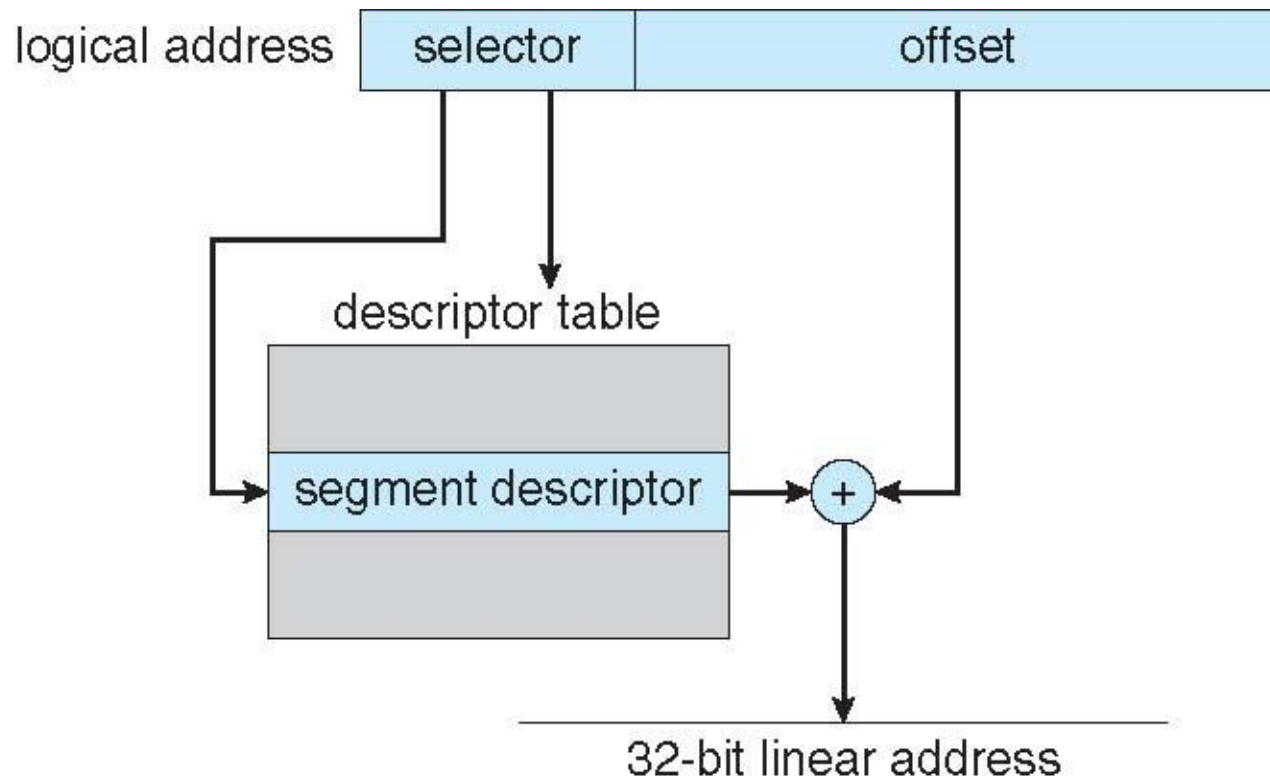 logical address selector offset
descriptor table
segment descriptor +
32-bit linear address